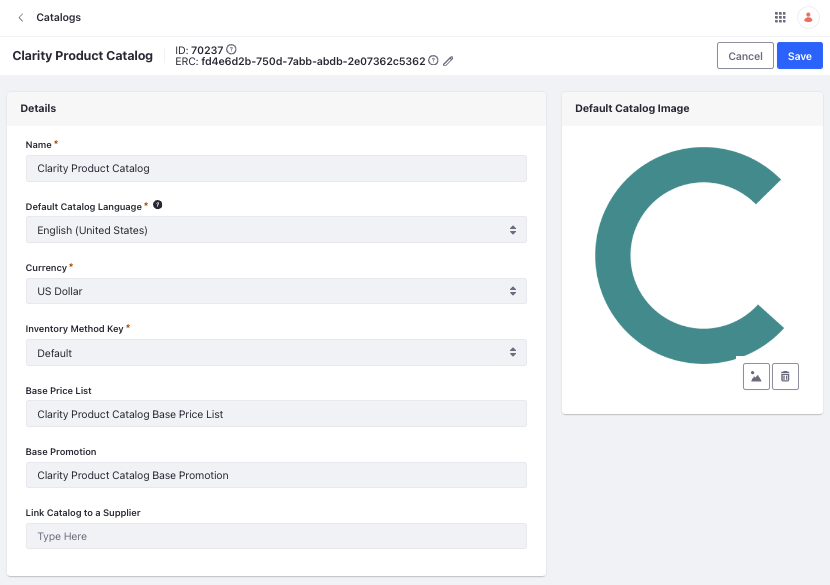 Catalogs
Clarity Product Catalog
ID: 70237
ERC: fd4e6d2b-750d-7abb-abdb-2e07362c5362
Cancel
Save
Details
Name *
Clarity Product Catalog
Default Catalog Language *
English (United States)
Currency *
US Dollar
Inventory Method Key *
Default
Base Price List
Clarity Product Catalog Base Price List
Base Promotion
Clarity Product Catalog Base Promotion
Link Catalog to a Supplier
Type Here
Default Catalog Image